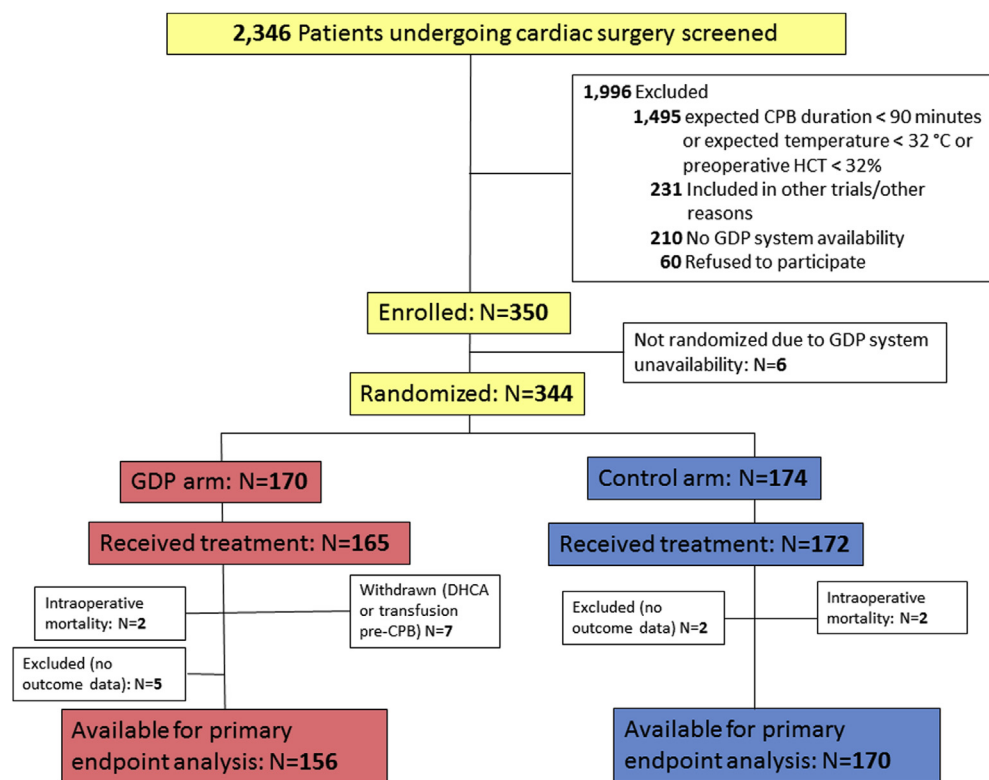 2,346 Patients undergoing cardiac surgery screened
1,996 Excluded
1,495 expected CPB duration < 90 minutes
or expected temperature < 32 °C or
preoperative HCT < 32%
231 Included in other trials/other
reasons
210 No GDP system availability
60 Refused to participate
Enrolled: N=350
Not randomized due to GDP system
unavailability: N=6
Randomized: N=344
GDP arm: N=170
Control arm: N=174
Received treatment: N=165
Received treatment: N=172
Intraoperative
mortality: N=2
Withdrawn (DHCA
or transfusion
pre-CPB) N=7
Excluded (no
outcome data) N=2
Intraoperative
mortality: N=2
Excluded (no
outcome data): N=5
Available for primary
endpoint analysis: N=156
Available for primary
endpoint analysis: N=170